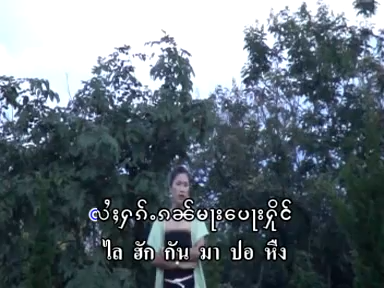 လႆႈႁၵ်ႉၵၼ်မႃးပေႃးႁိုင်
ได ฮัก กัน มา ปอ หึง